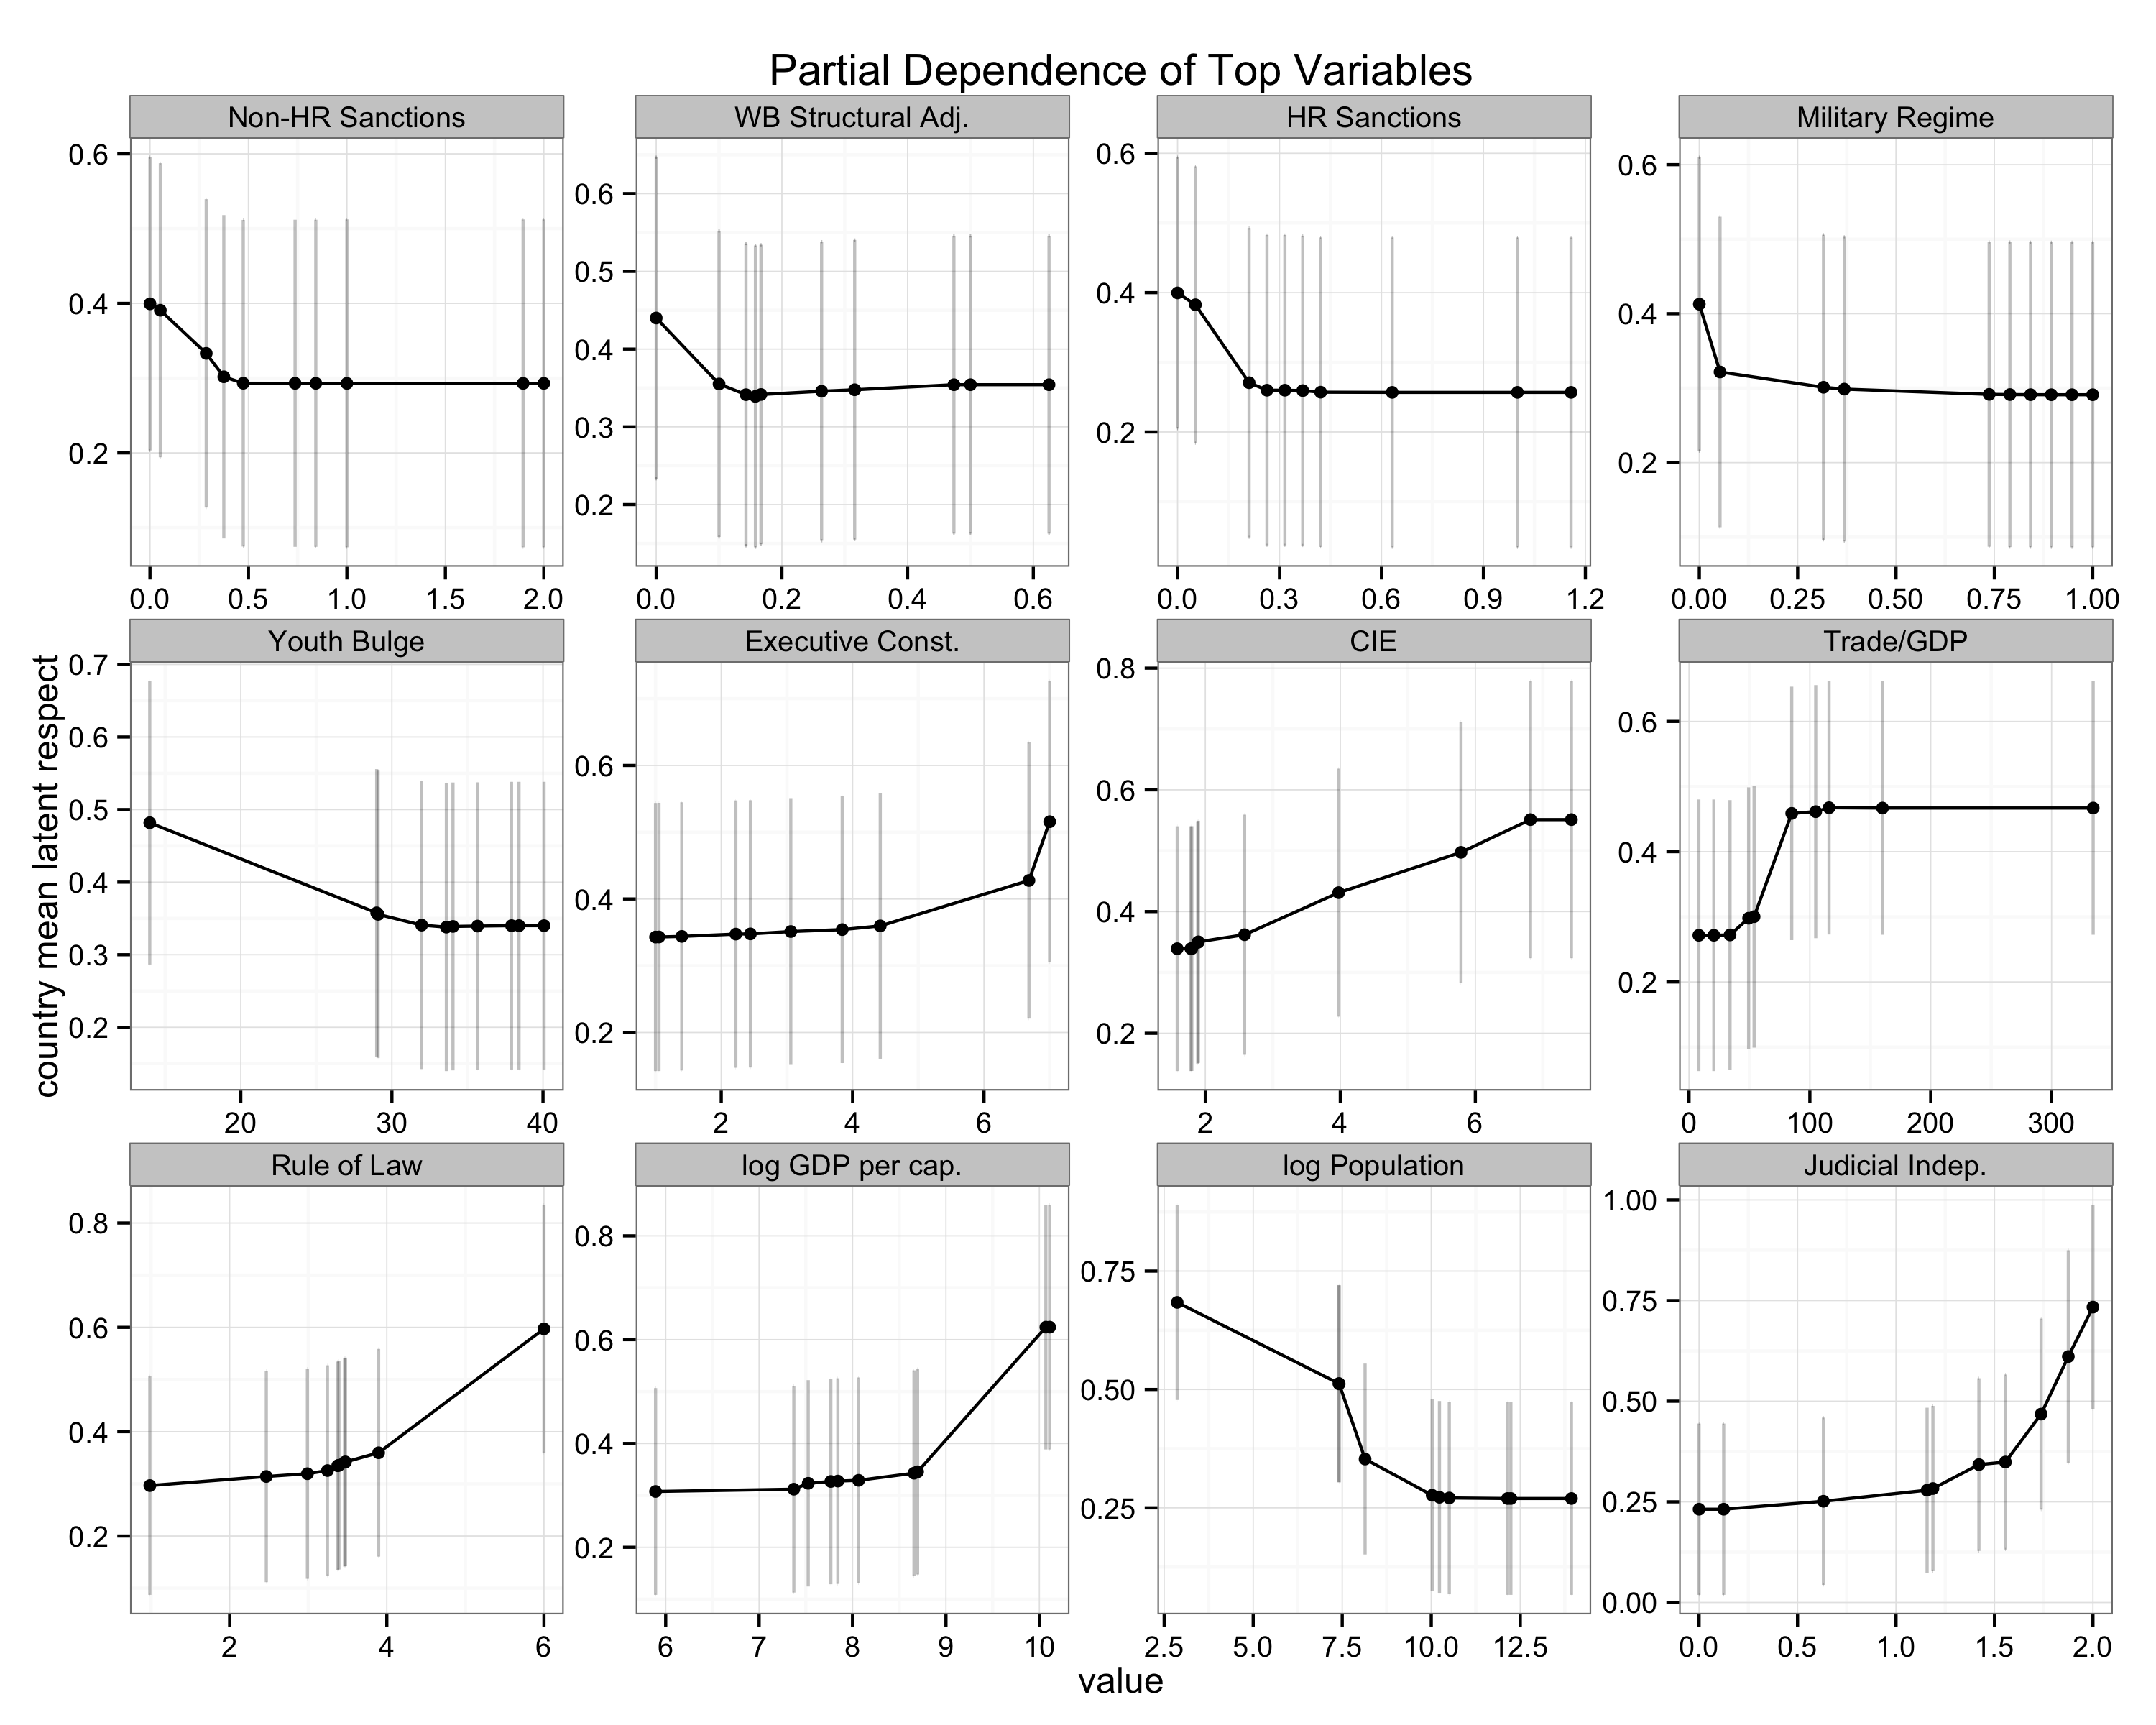 Partial Dependence of Top Variables
Non-HR Sanctions
WB Structural Adj.
HR Sanctions
Military Regime
0.6
0.4
0.2
0.6
0.5
0.4
0.3
0.2
0.6
0.4
0.2
0.6
0.4
0.2
0.0 0.5 1.0 1.5 2.0
0.0 0.2 0.4 0.6
0.0 0.3 0.6 0.9 1.2
0.00 0.25 0.50 0.75 1.00
country mean latent respect
Youth Bulge
Executive Const.
CIE
Trade/GDP
0.7
0.6
0.5
0.4
0.3
0.2
0.6
0.4
0.2
0.8
0.6
0.4
0.2
0.6
0.4
0.2
20 30 40
2 4 6
2 4 6
0 100 200 300
Rule of Law
log GDP per cap.
log Population
Judicial Indep.
0.8
0.6
0.4
0.2
0.8
0.6
0.4
0.2
0.75
0.50
0.25
1.00
0.75
0.50
0.25
0.00
2 4 6
6 7 8 9 10
2.5 5.0 7.5 10.0 12.5
0.0 0.5 1.0 1.5 2.0
value